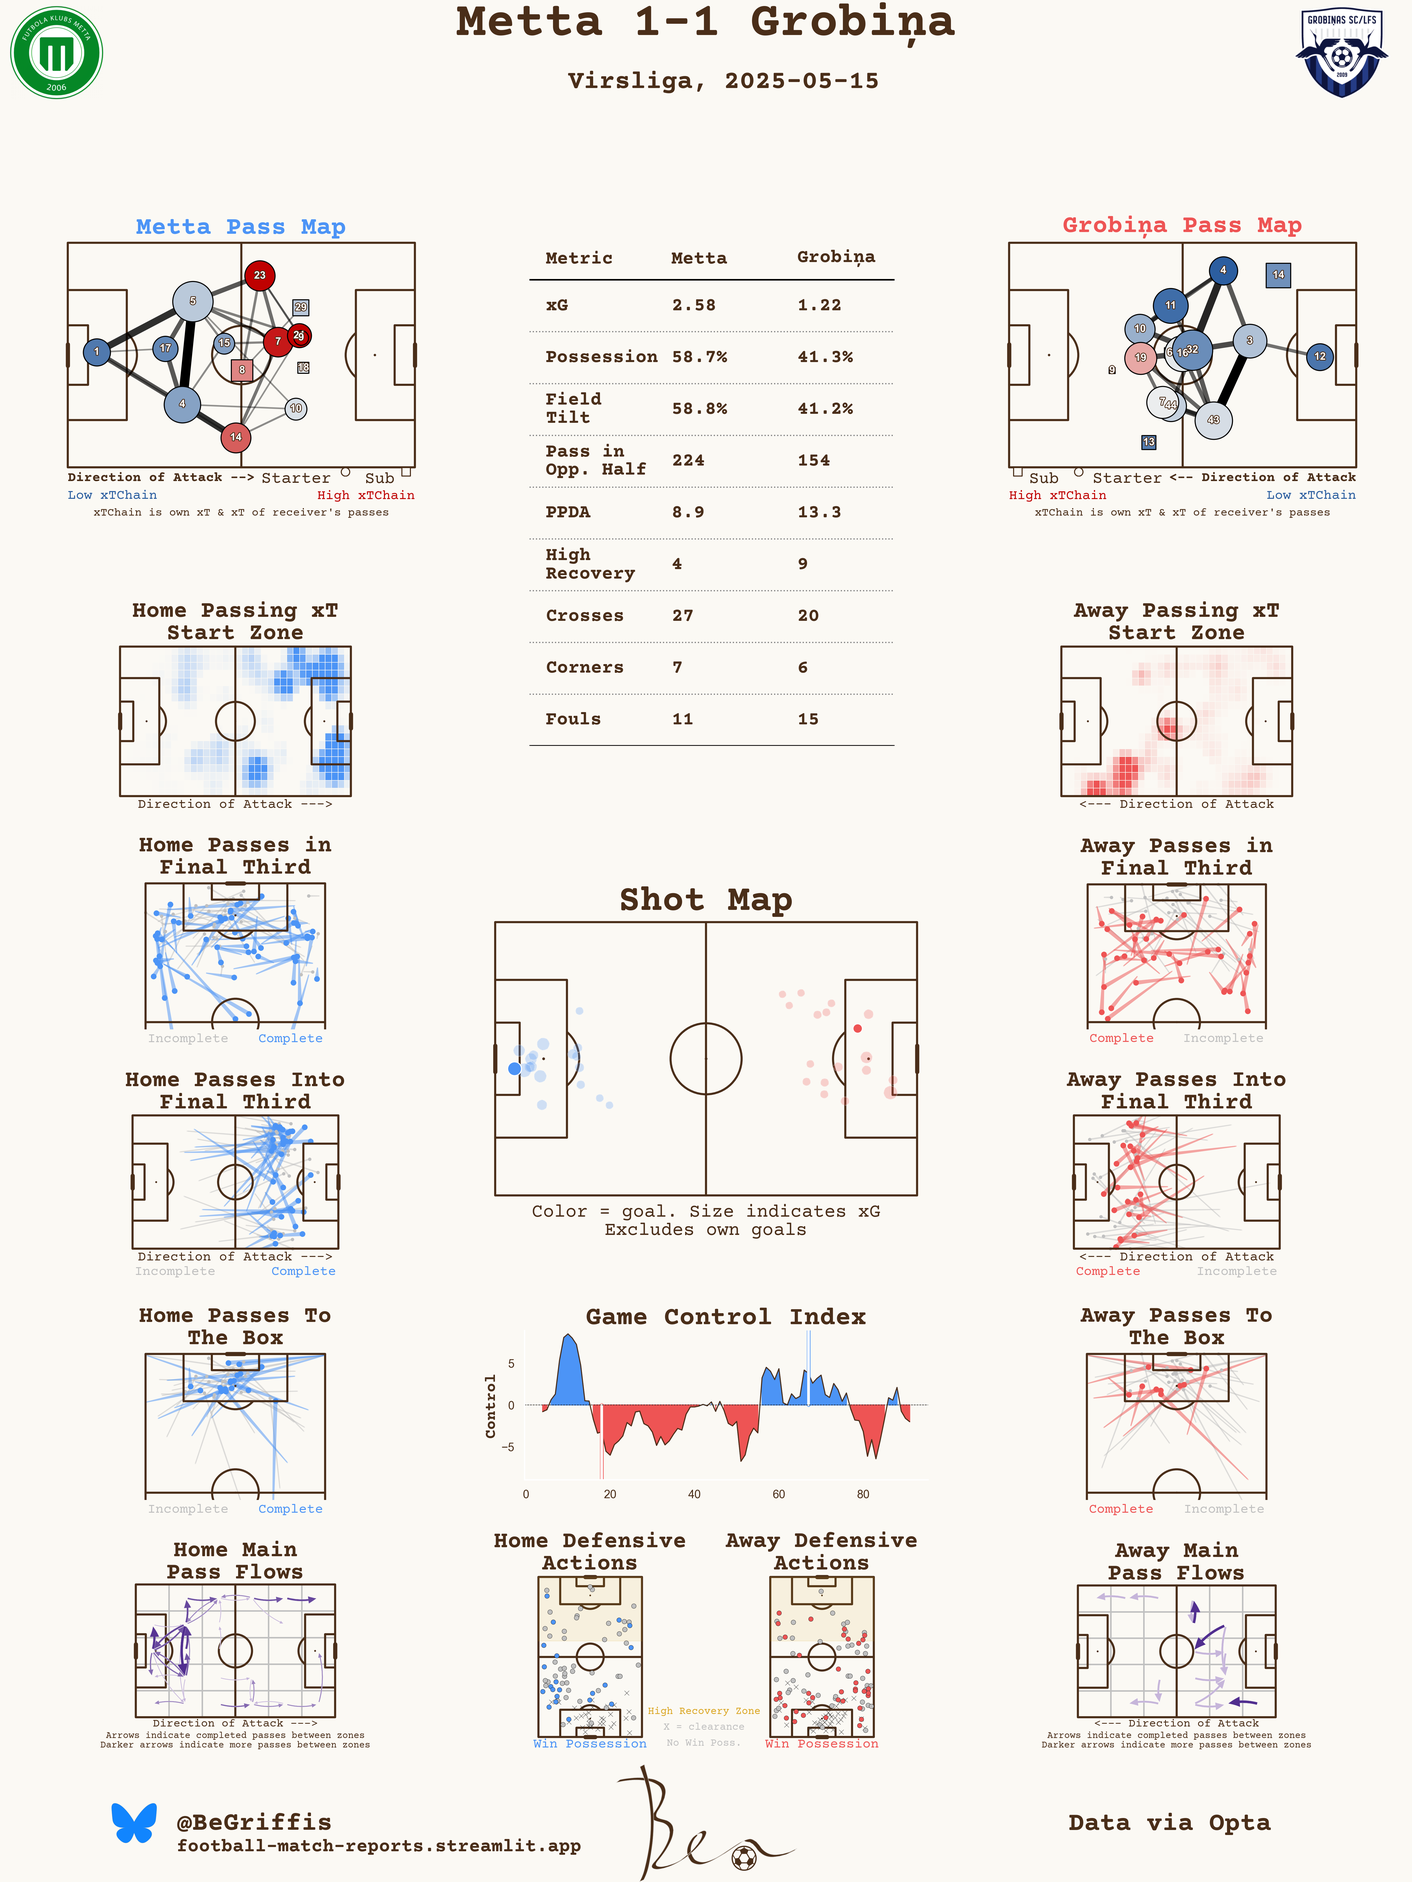 Metta 1-1 Grobiņa
Virsliga, 2025-05-15
FUTBOLA KLUBS METTA
2006
GROBIŅAS SC/LFS
2009
Metta Pass Map
23
5
29
7
9
1
17
15
8
18
4
10
14
Direction of Attack --> Starter Sub
Low xTChain High xTChain
xTChain is own xT & xT of receiver's passes
Metric Metta Grobiņa
xG 2.58 1.22
Possession 58.7% 41.3%
Field
Tilt 58.8% 41.2%
Pass in
Opp. Half 224 154
PPDA 8.9 13.3
High
Recovery 4 9
Crosses 27 20
Corners 7 6
Fouls 11 15
Grobiņa Pass Map
4
14
11
10
3
19
6
16
32
12
9
7
44
43
13
Sub Starter <-- Direction of Attack
High xTChain Low xTChain
xTChain is own xT & xT of receiver's passes
Home Passing xT
Start Zone
Direction of Attack --->
Away Passing xT
Start Zone
<--- Direction of Attack
Home Passes in
Final Third
Incomplete Complete
Away Passes in
Final Third
Complete Incomplete
Shot Map
Color = goal. Size indicates xG
Excludes own goals
Home Passes Into
Final Third
Direction of Attack --->
Incomplete Complete
Away Passes Into
Final Third
<--- Direction of Attack
Complete Incomplete
Home Passes To
The Box
Incomplete Complete
Game Control Index
Control
5
0
−5
0 20 40 60 80
Away Passes To
The Box
Complete Incomplete
Home Main
Pass Flows
Direction of Attack --->
Arrows indicate completed passes between zones
Darker arrows indicate more passes between zones
Home Defensive
Actions
Win Possession
Away Defensive
Actions
Win Possession
High Recovery Zone
X = clearance
No Win Poss.
Away Main
Pass Flows
<--- Direction of Attack
Arrows indicate completed passes between zones
Darker arrows indicate more passes between zones
@BeGriffis
football-match-reports.streamlit.app
Ben
Data via Opta